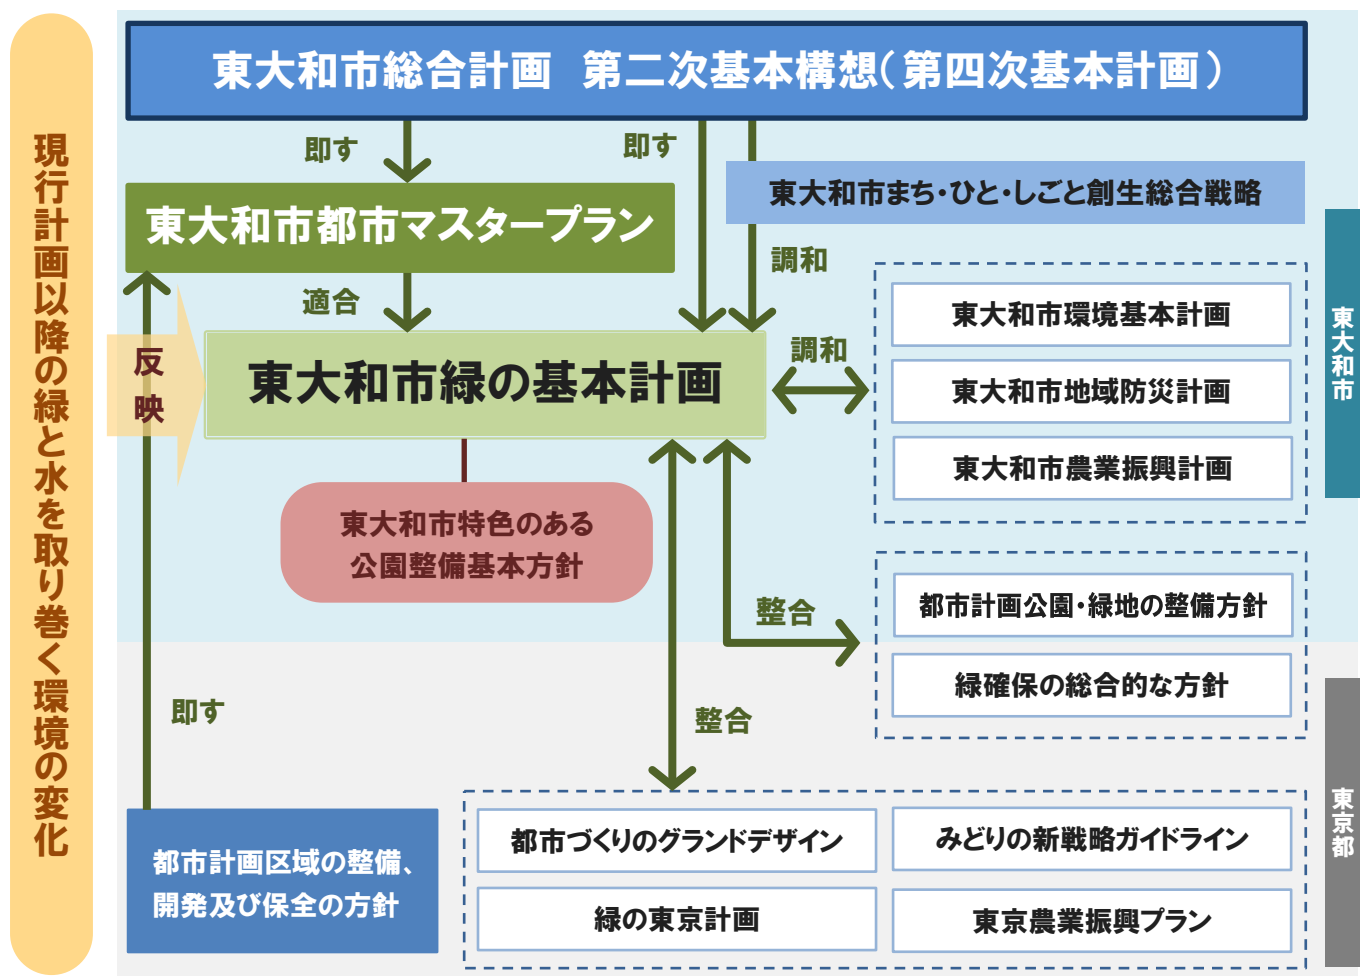 東大和市総合計画　第二次基本構想（第四次基本計画）
現行計画以降の緑と水を取り巻く環境の変化
即す
即す
東大和市まち・ひと・しごと創生総合戦略
東大和市都市マスタープラン
調和
適合
反映
東大和市緑の基本計画
調和
東大和市環境基本計画
東大和市地域防災計画
東大和市農業振興計画
東大和市
東大和市特色のある
公園整備基本方針
整合
都市計画公園・緑地の整備方針
緑確保の総合的な方針
即す
整合
東京都
都市計画区域の整備、
開発及び保全の方針
都市づくりのグランドデザイン
みどりの新戦略ガイドライン
緑の東京計画
東京農業振興プラン